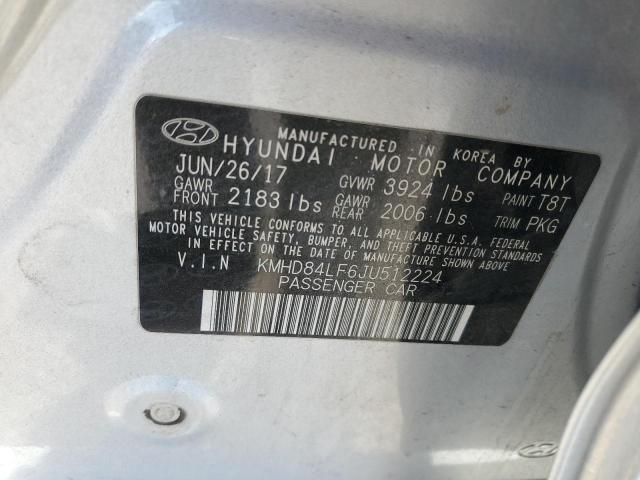 MANUFACTURED IN KOREA BY
HYUNDAI MOTOR COMPANY
JUN/26/17 GVWR 3924 lbs PAINT T8T
GAWR FRONT 2183 lbs GAWR REAR 2006 lbs TRIM PKG
THIS VEHICLE CONFORMS TO ALL APPLICABLE U.S.A. FEDERAL
MOTOR VEHICLE SAFETY, BUMPER, AND THEFT PREVENTION STANDARDS
IN EFFECT ON THE DATE OF MANUFACTURE SHOWN ABOVE.
V.I.N KMHD84LF6JU512224
PASSENGER CAR